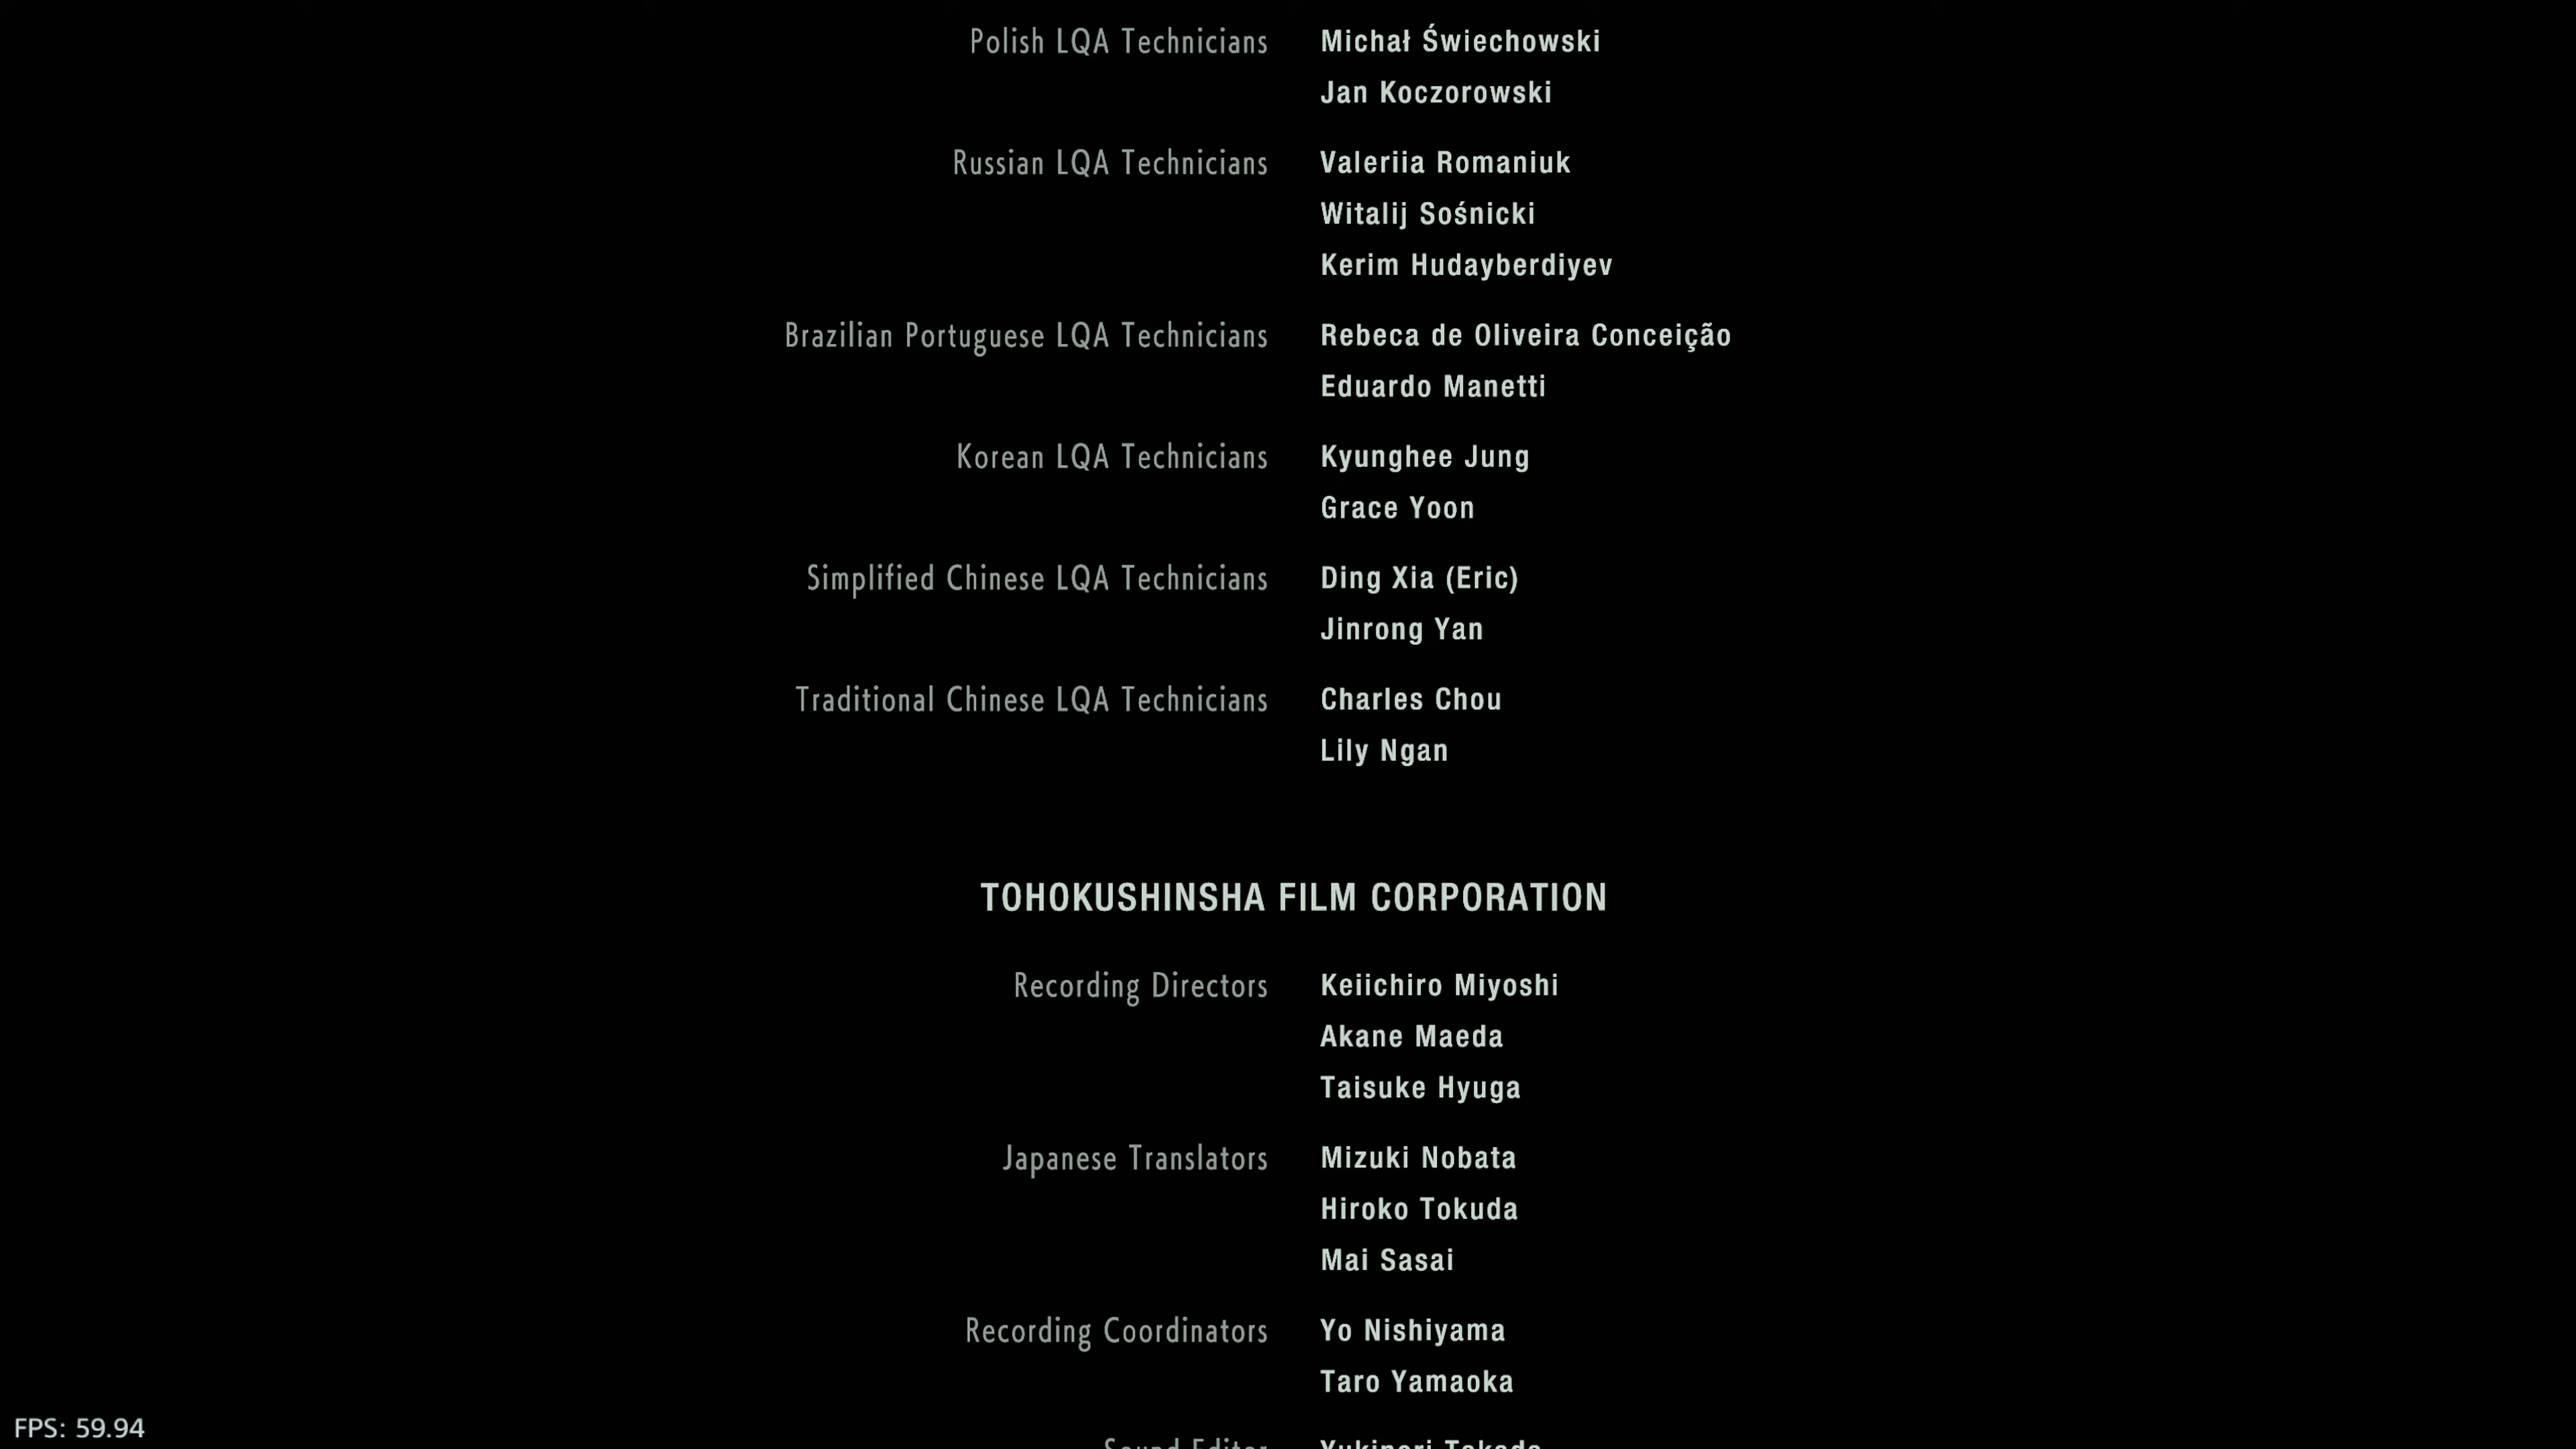 Polish LQA Technicians Michał Świechowski
Jan Koczorowski
Russian LQA Technicians Valeriia Romaniuk
Witalij Sośnicki
Kerim Hudayberdiyev
Brazilian Portuguese LQA Technicians Rebeca de Oliveira Conceição
Eduardo Manetti
Korean LQA Technicians Kyunghee Jung
Grace Yoon
Simplified Chinese LQA Technicians Ding Xia (Eric)
Jinrong Yan
Traditional Chinese LQA Technicians Charles Chou
Lily Ngan
TOHOKUSHINSHA FILM CORPORATION
Recording Directors Keiichiro Miyoshi
Akane Maeda
Taisuke Hyuga
Japanese Translators Mizuki Nobata
Hiroko Tokuda
Mai Sasai
Recording Coordinators Yo Nishiyama
Taro Yamaoka
FPS: 59.94
Sound Editor